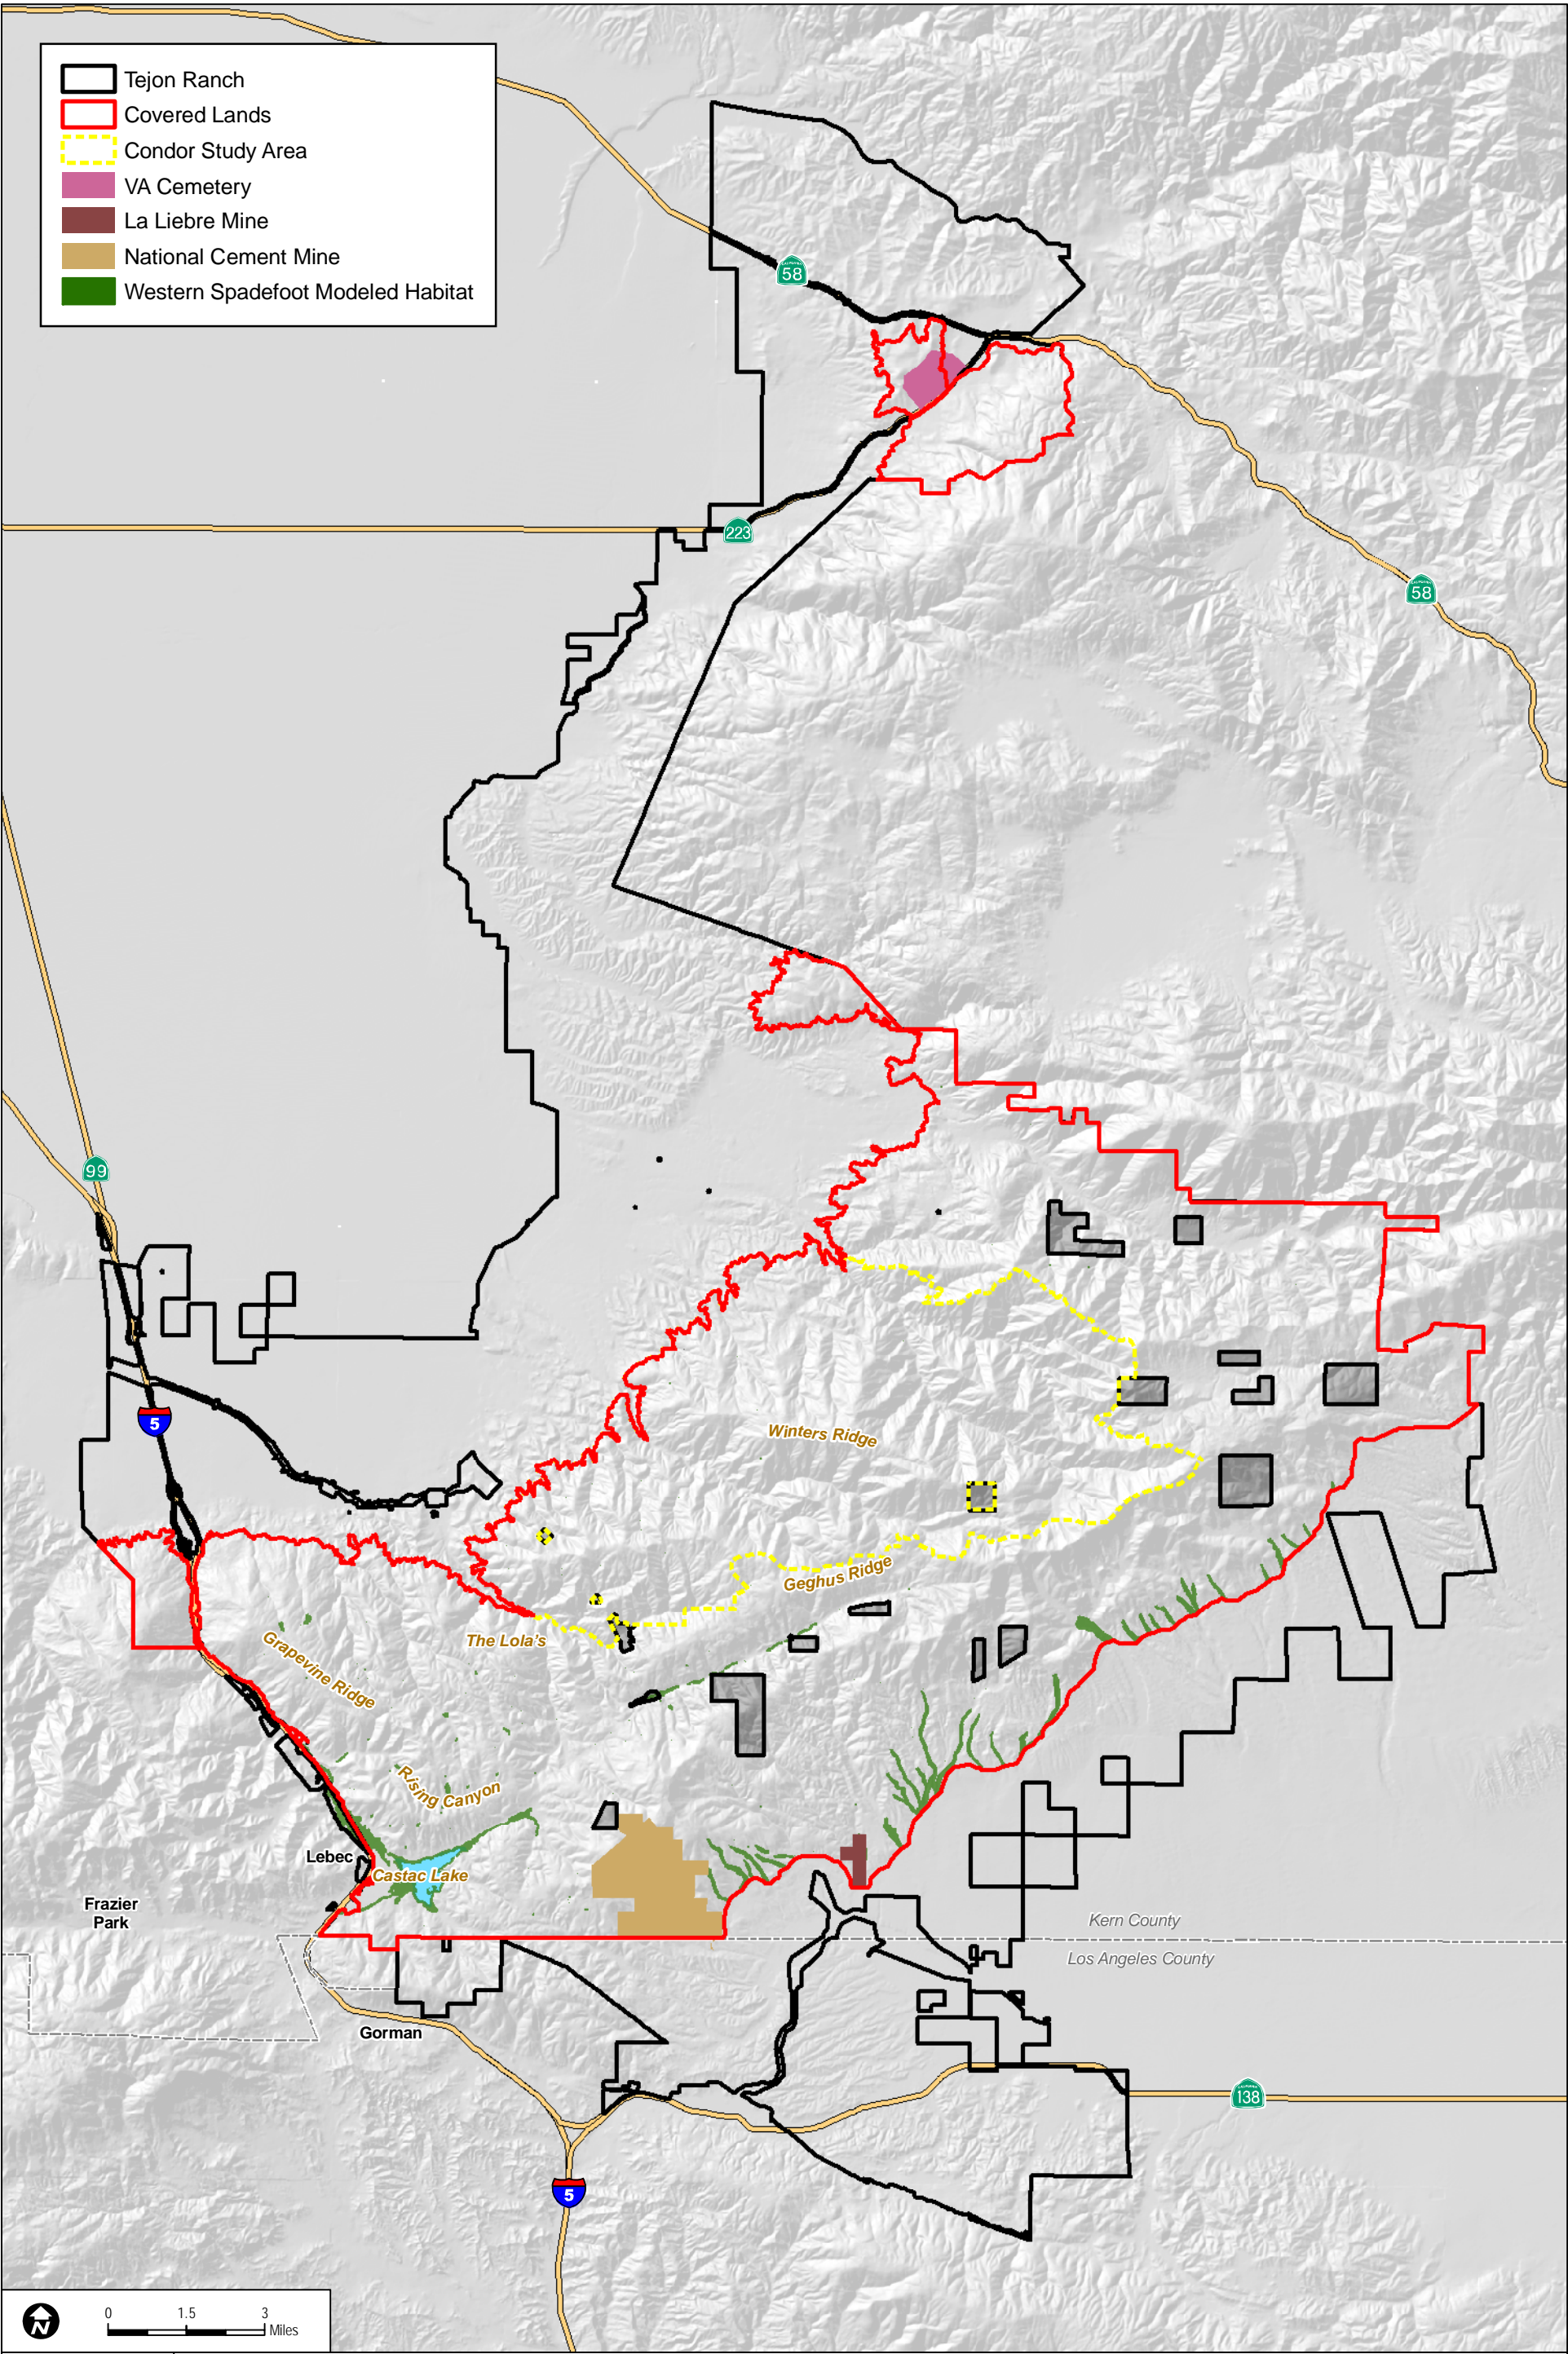 Tejon Ranch
Covered Lands
Condor Study Area
VA Cemetery
La Liebre Mine
National Cement Mine
Western Spadefoot Modeled Habitat
58
223
58
99
5
Winters Ridge
Geghus Ridge
The Lola's
Grapevine Ridge
Rising Canyon
Lebec
Castac Lake
Frazier
Park
Kern County
Los Angeles County
Gorman
138
5
N
0 1.5 3
Miles